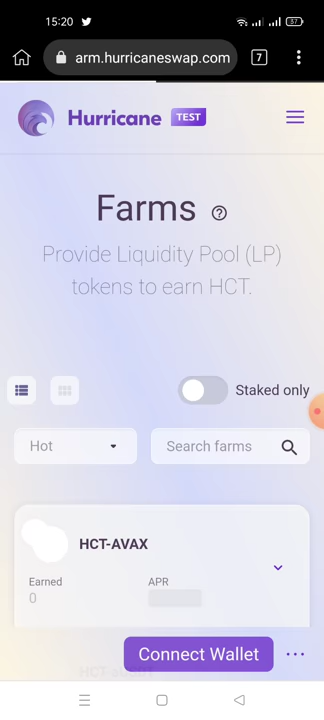 15:20
57
arm.hurricaneswap.com
7
Hurricane TEST
Farms
Provide Liquidity Pool (LP)
tokens to earn HCT.
Staked only
Hot
Search farms
HCT-AVAX
Earned
APR
0
Connect Wallet